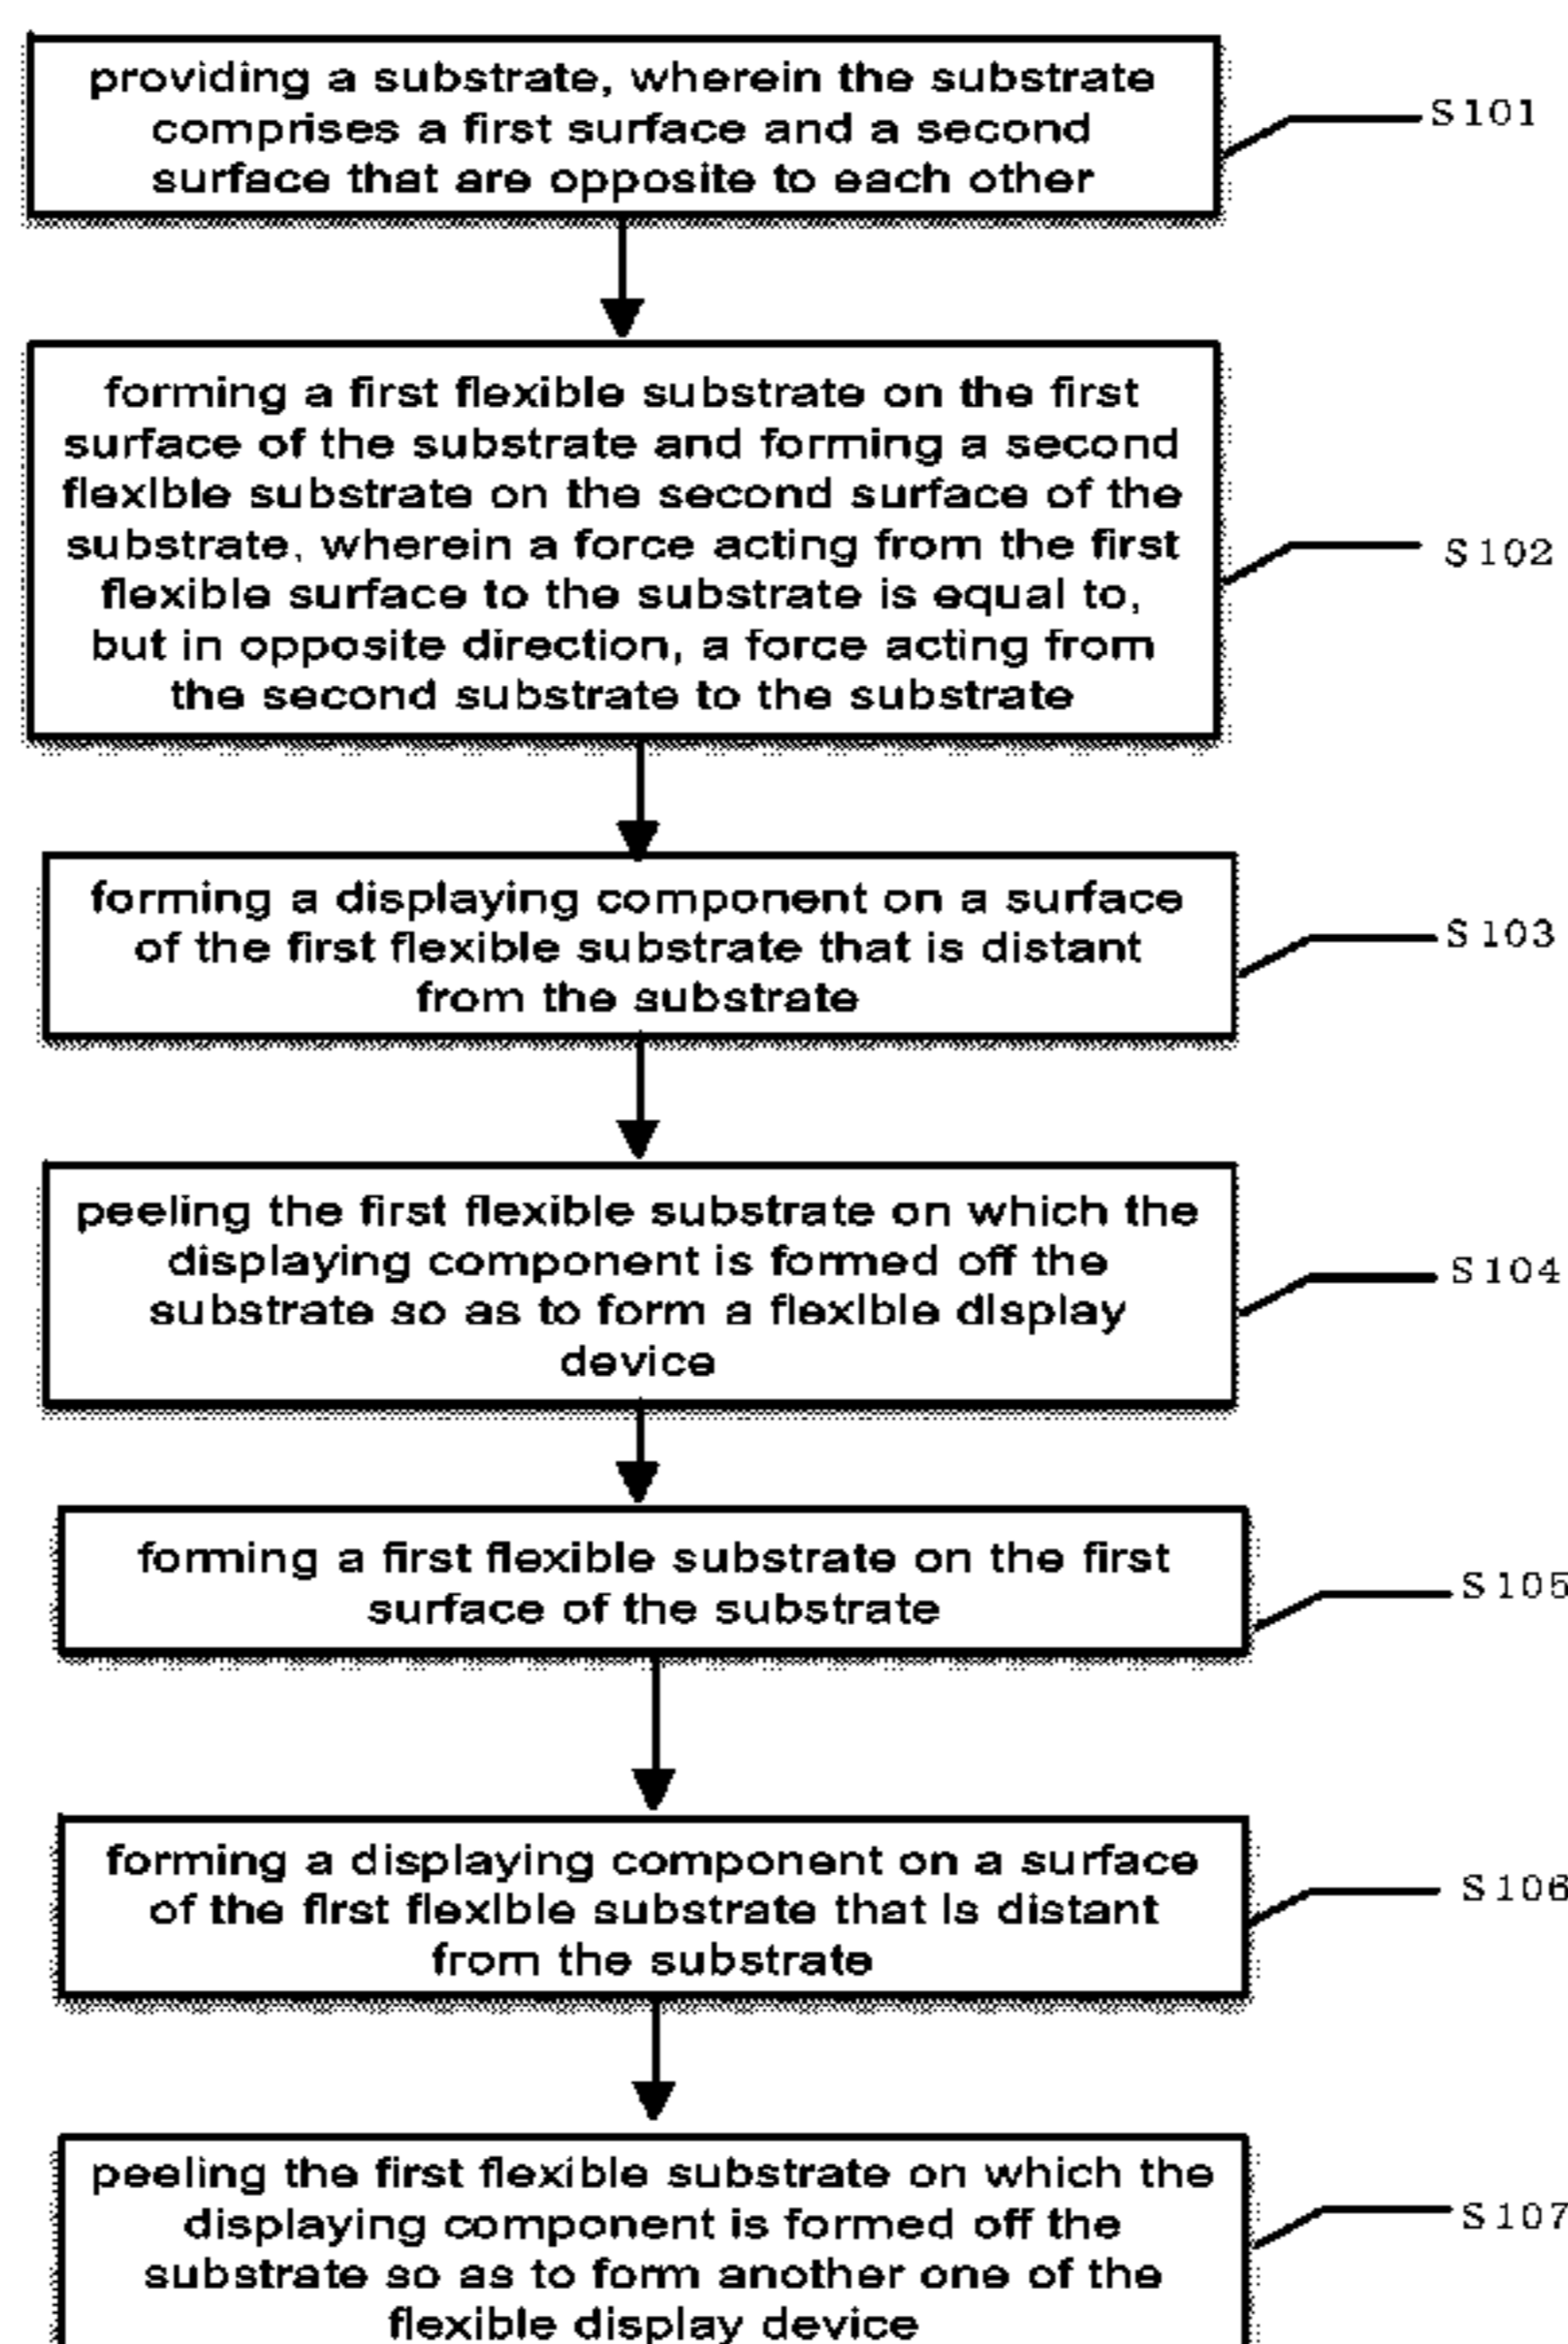 providing a substrate, wherein the substrate
comprises a first surface and a second
surface that are opposite to each other
S101
forming a first flexible substrate on the first
surface of the substrate and forming a second
flexible substrate on the second surface of the
substrate, wherein a force acting from the first
flexible surface to the substrate is equal to,
but in opposite direction, a force acting from
the second substrate to the substrate
S102
forming a displaying component on a surface
of the first flexible substrate that is distant
from the substrate
S103
peeling the first flexible substrate on which the
displaying component is formed off the
substrate so as to form a flexible display
device
S104
forming a first flexible substrate on the first
surface of the substrate
S105
forming a displaying component on a surface
of the first flexible substrate that is distant
from the substrate
S106
peeling the first flexible substrate on which the
displaying component is formed off the
substrate so as to form another one of the
flexible display device
S107